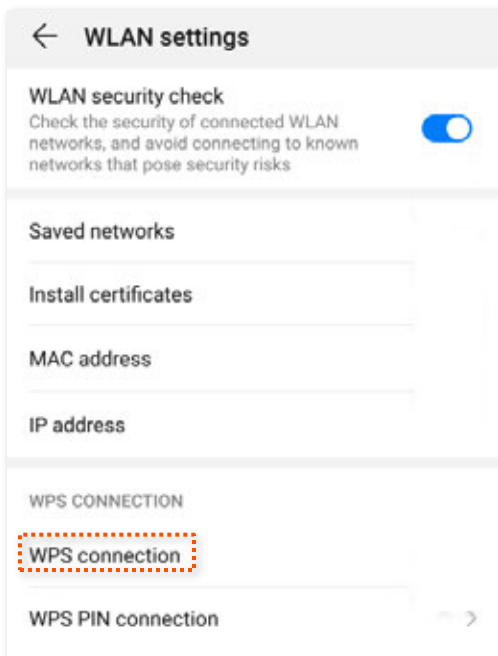 WLAN settings
WLAN security check
Check the security of connected WLAN
networks, and avoid connecting to known
networks that pose security risks
Saved networks
Install certificates
MAC address
IP address
WPS CONNECTION
WPS connection
WPS PIN connection